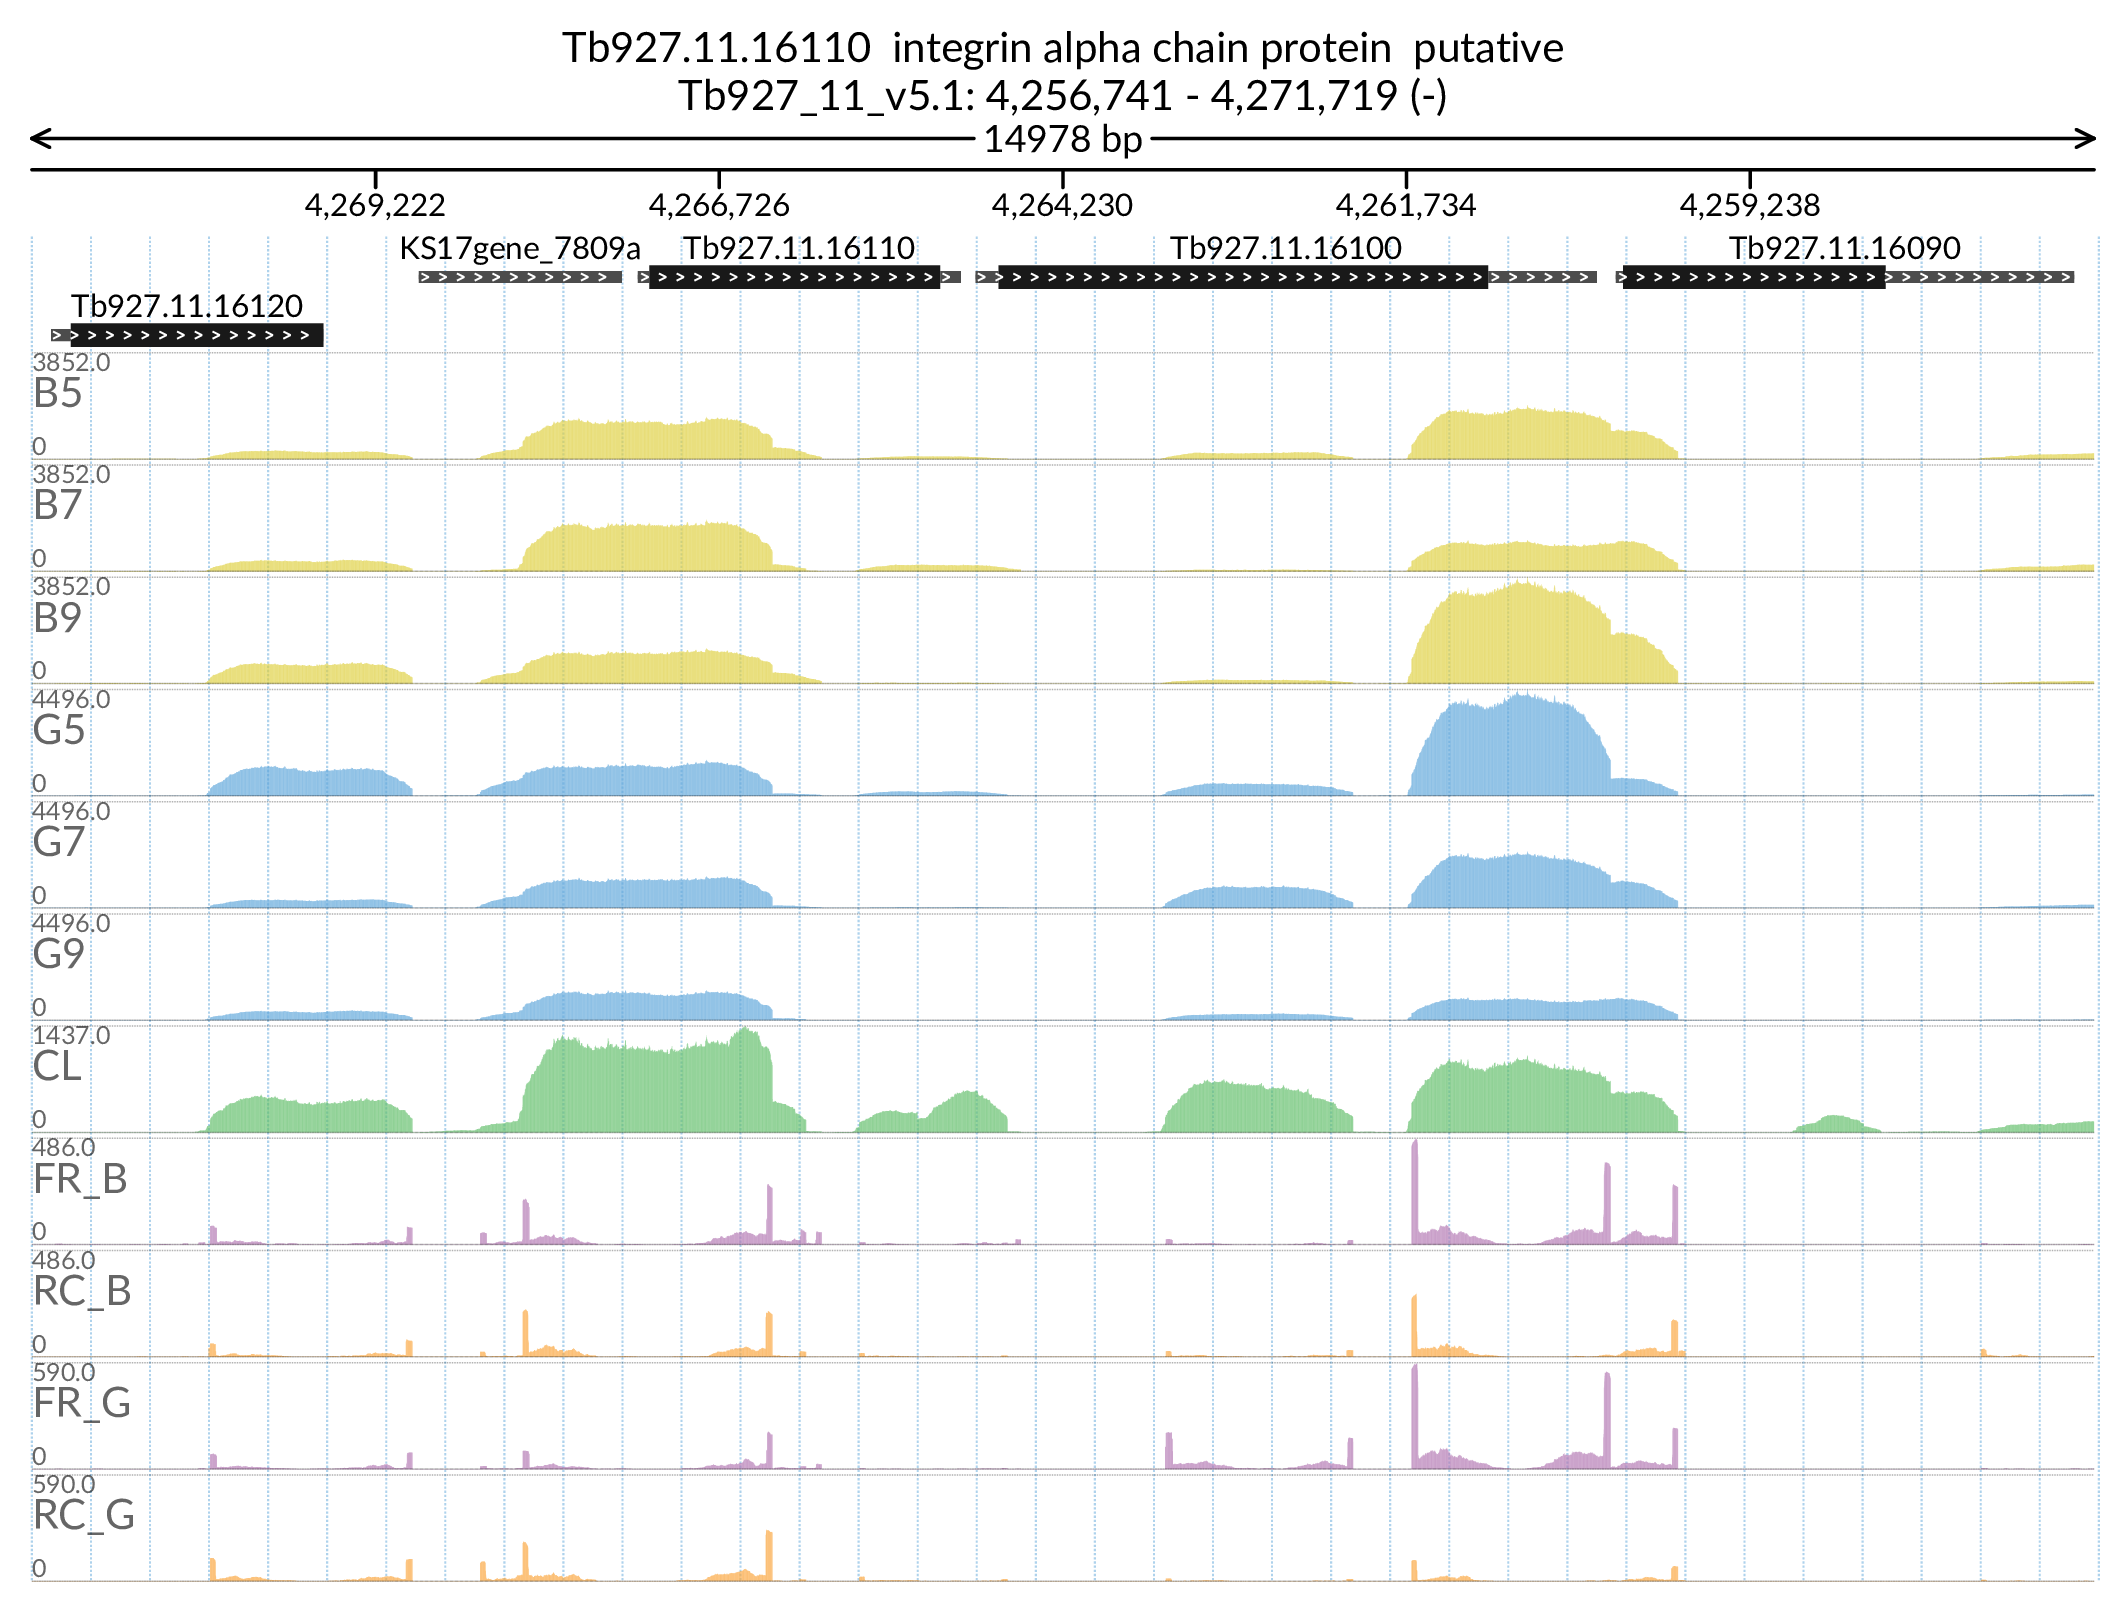 Tb927.11.16110 integrin alpha chain protein putative
Tb927_11_v5.1: 4,256,741 - 4,271,719 (-)
14978 bp
4,269,222 4,266,726 4,264,230 4,261,734 4,259,238
KS17gene_7809a Tb927.11.16110 Tb927.11.16100 Tb927.11.16090
Tb927.11.16120
3852.0
B5
0
3852.0
B7
0
3852.0
B9
0
4496.0
G5
0
4496.0
G7
0
4496.0
G9
0
1437.0
CL
0
486.0
FR_B
0
486.0
RC_B
0
590.0
FR_G
0
590.0
RC_G
0